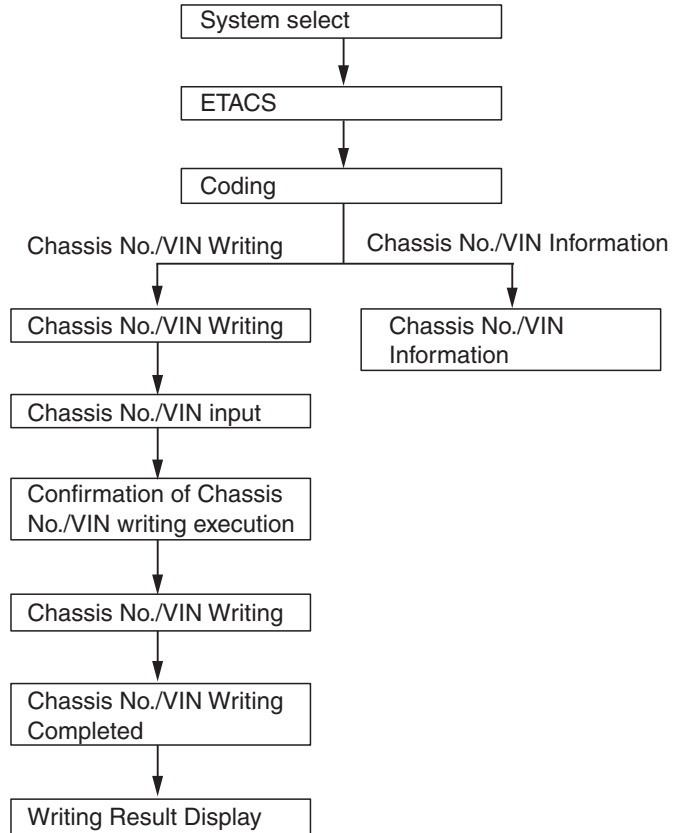 System select
ETACS
Coding
Chassis No./VIN Writing
Chassis No./VIN Information
Chassis No./VIN Writing
Chassis No./VIN
Information
Chassis No./VIN input
Confirmation of Chassis
No./VIN writing execution
Chassis No./VIN Writing
Chassis No./VIN Writing
Completed
Writing Result Display